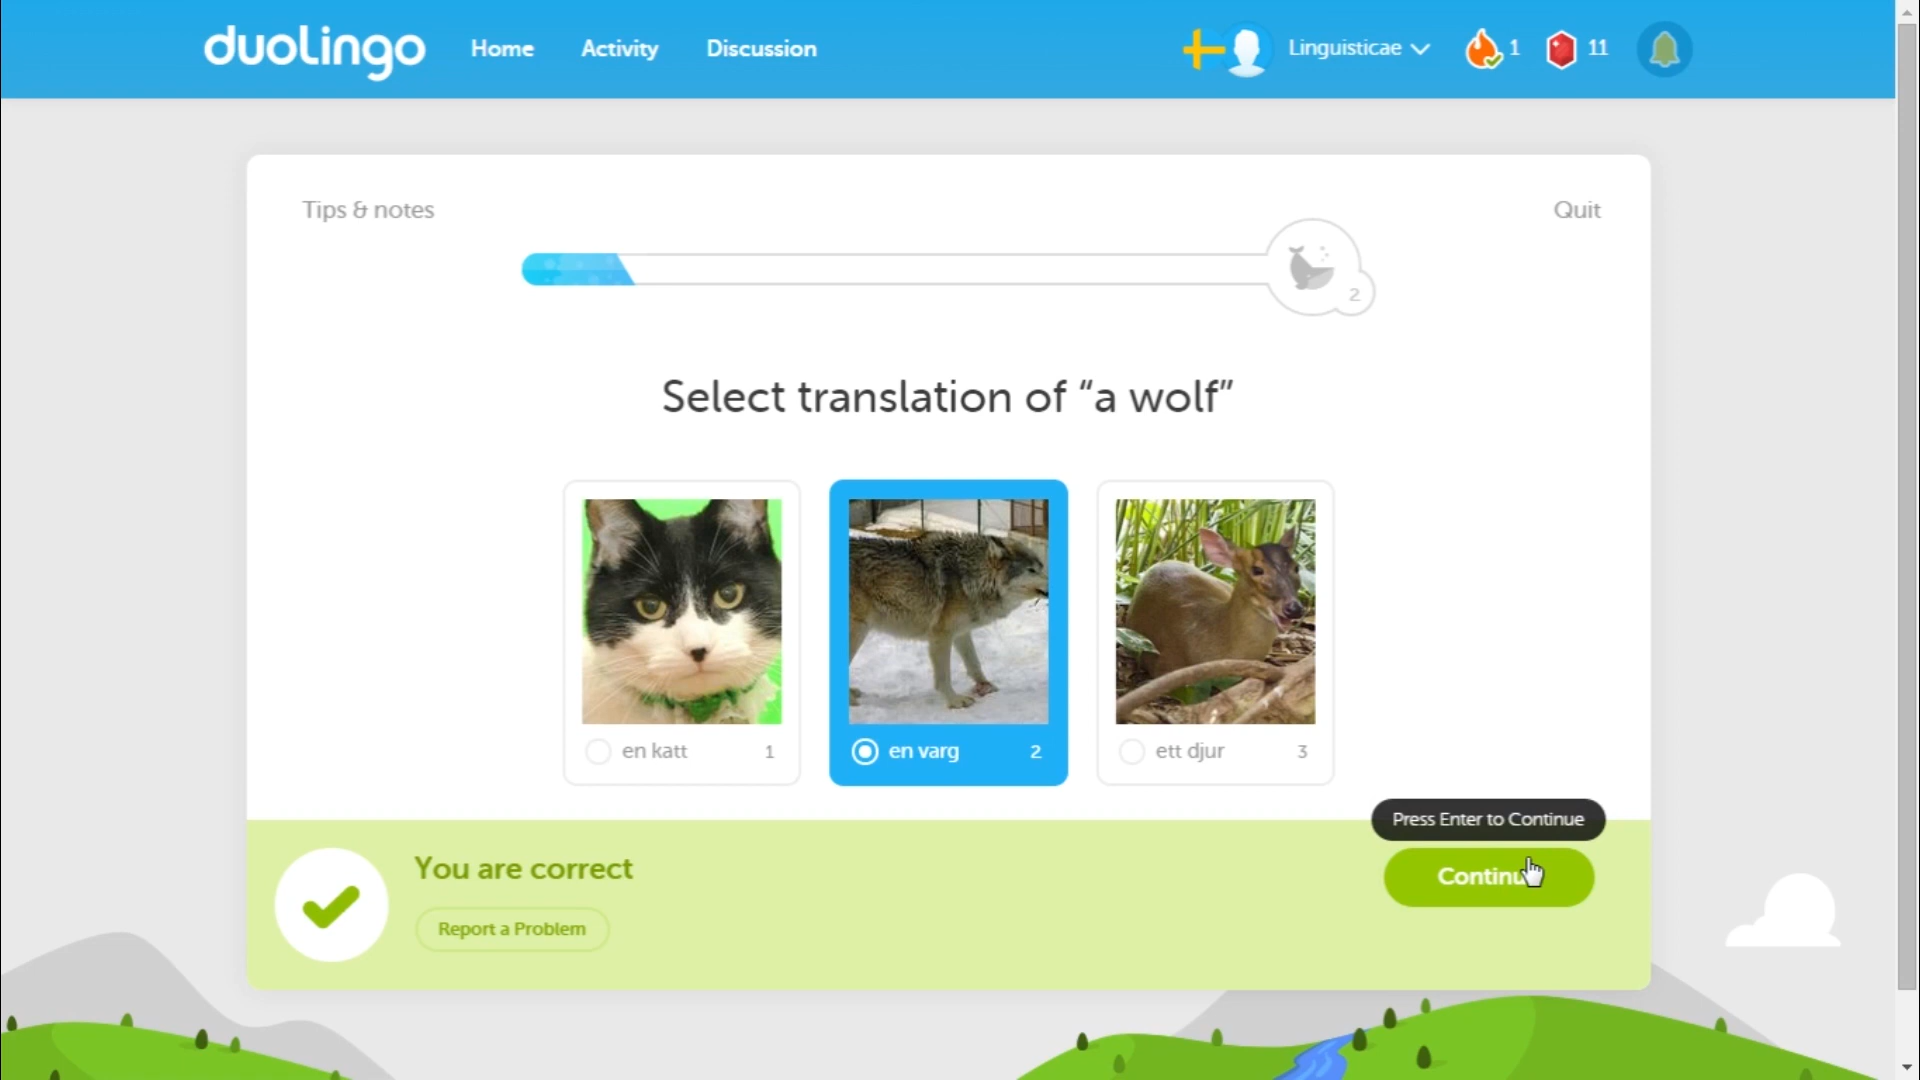 duolingo Home Activity Discussion Linguisticae 1 11
Tips & notes Quit
2
Select translation of “a wolf”
en katt 1 en varg 2 ett djur 3
Press Enter to Continue
You are correct
Continu
Report a Problem